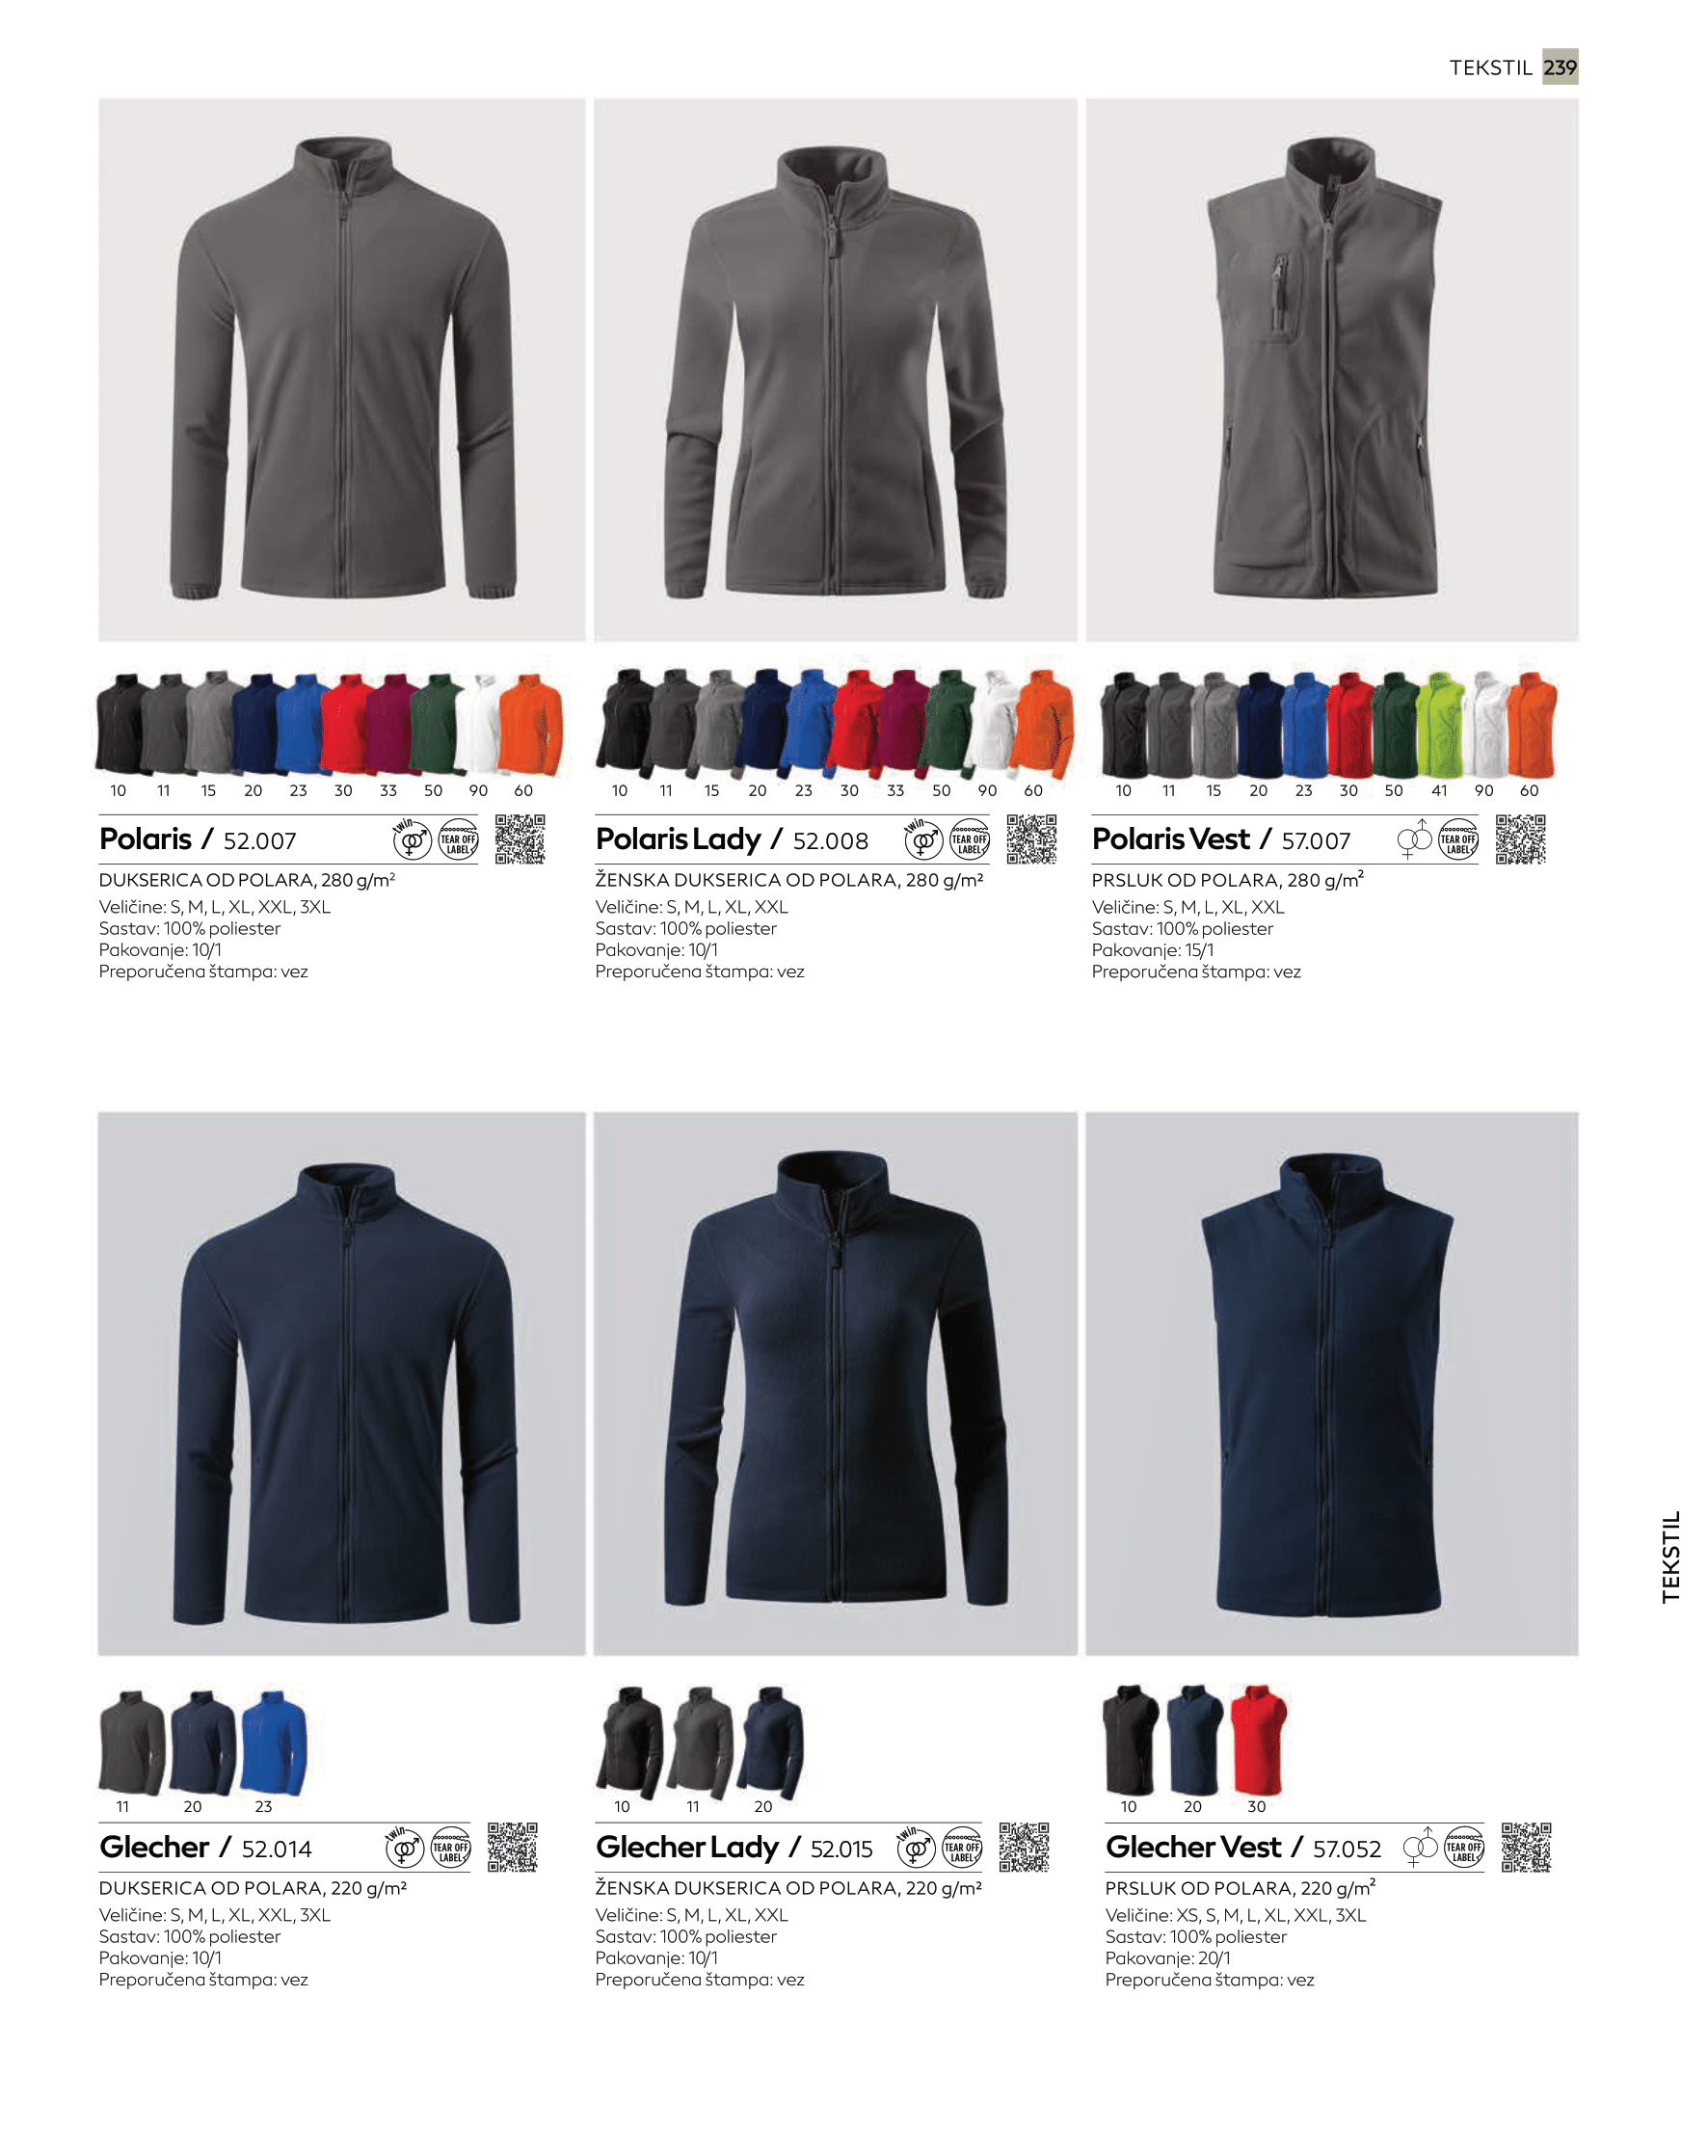 TEKSTIL 239
10 11 15 20 23 30 33 50 90 60
Polaris / 52.007
twin
TEAR OFF
LABEL
DUKSERICA OD POLARA, 280 g/m²
Veličine: S, M, L, XL, XXL, 3XL
Sastav: 100% poliester
Pakovanje: 10/1
Preporučena štampa: vez
10 11 15 20 23 30 33 50 90 60
Polaris Lady / 52.008
twin
TEAR OFF
LABEL
ŽENSKA DUKSERICA OD POLARA, 280 g/m²
Veličine: S, M, L, XL, XXL
Sastav: 100% poliester
Pakovanje: 10/1
Preporučena štampa: vez
10 11 15 20 23 30 50 41 90 60
Polaris Vest / 57.007
TEAR OFF
LABEL
PRSLUK OD POLARA, 280 g/m²
Veličine: S, M, L, XL, XXL
Sastav: 100% poliester
Pakovanje: 15/1
Preporučena štampa: vez
TEKSTIL
11 20 23
Glecher / 52.014
twin
TEAR OFF
LABEL
DUKSERICA OD POLARA, 220 g/m²
Veličine: S, M, L, XL, XXL, 3XL
Sastav: 100% poliester
Pakovanje: 10/1
Preporučena štampa: vez
10 11 20
Glecher Lady / 52.015
twin
TEAR OFF
LABEL
ŽENSKA DUKSERICA OD POLARA, 220 g/m²
Veličine: S, M, L, XL, XXL
Sastav: 100% poliester
Pakovanje: 10/1
Preporučena štampa: vez
10 20 30
Glecher Vest / 57.052
TEAR OFF
LABEL
PRSLUK OD POLARA, 220 g/m²
Veličine: XS, S, M, L, XL, XXL, 3XL
Sastav: 100% poliester
Pakovanje: 20/1
Preporučena štampa: vez